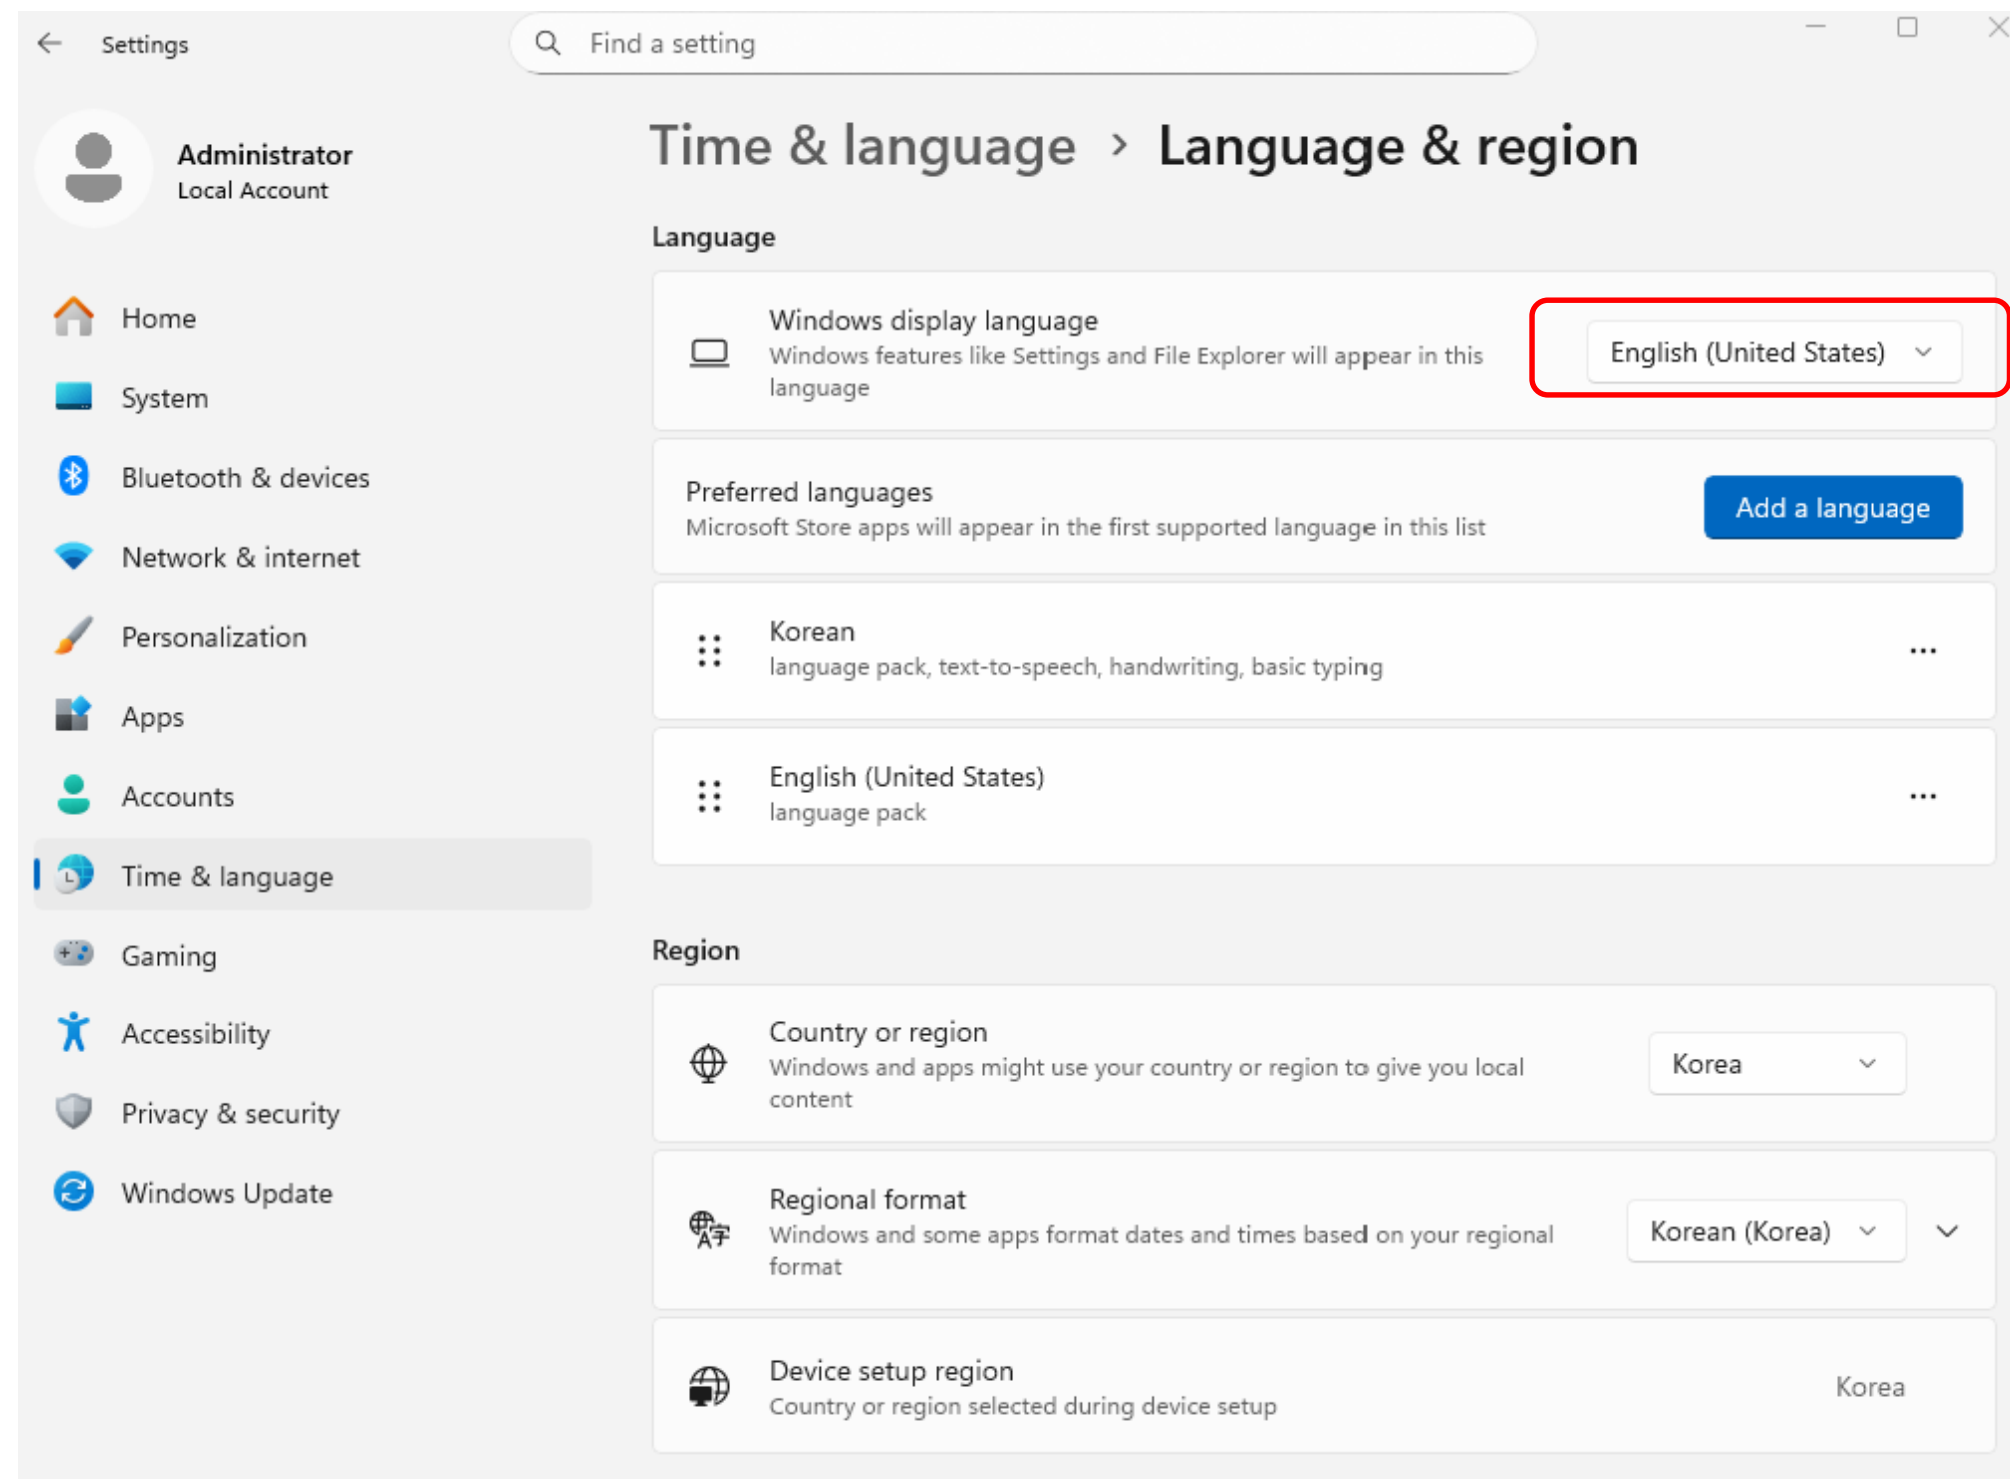 Settings
Find a setting
Administrator
Local Account
Home
System
Bluetooth & devices
Network & internet
Personalization
Apps
Accounts
Time & language
Gaming
Accessibility
Privacy & security
Windows Update
Time & language > Language & region
Language
Windows display language
Windows features like Settings and File Explorer will appear in this
language
English (United States)
Preferred languages
Microsoft Store apps will appear in the first supported language in this list
Add a language
Korean
language pack, text-to-speech, handwriting, basic typing
English (United States)
language pack
Region
Country or region
Windows and apps might use your country or region to give you local
content
Korea
Regional format
Windows and some apps format dates and times based on your regional
format
Korean (Korea)
Device setup region
Country or region selected during device setup
Korea